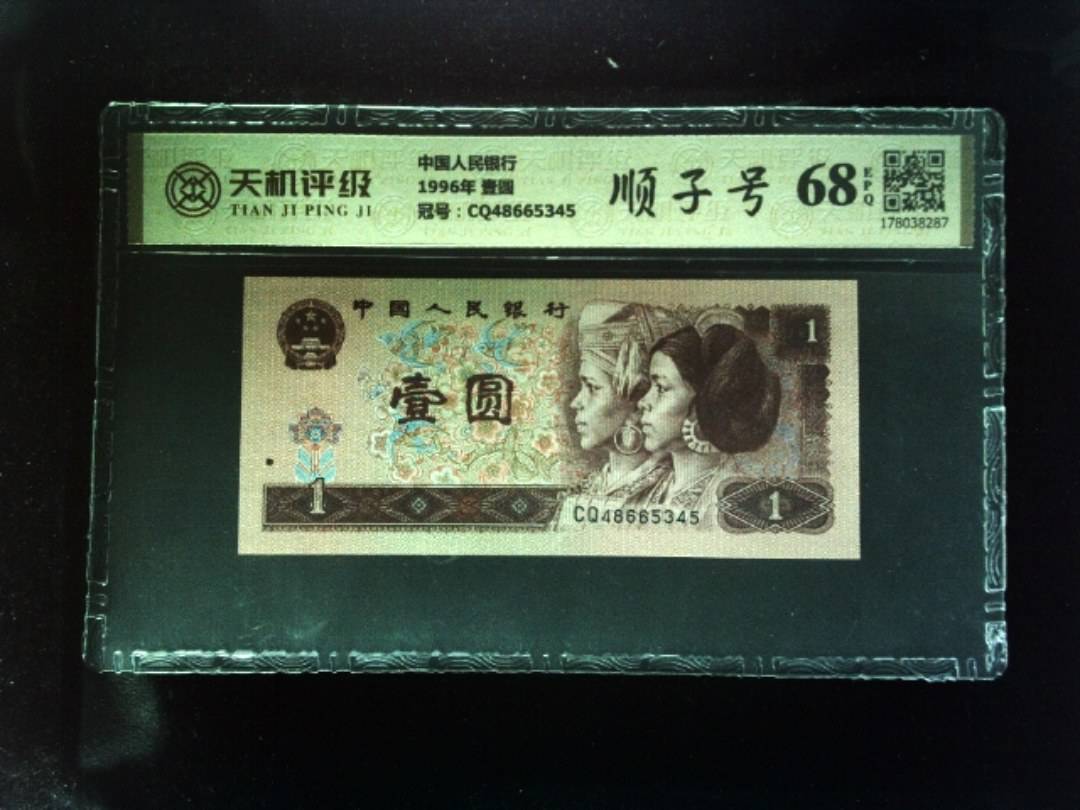 天机评级
TIAN JI PING JI
中国人民银行
1996年 壹圆
冠号：CQ48665345
顺子号
68
EPQ
178038287
中国人民银行
1
壹圆
1
CQ48665345
1